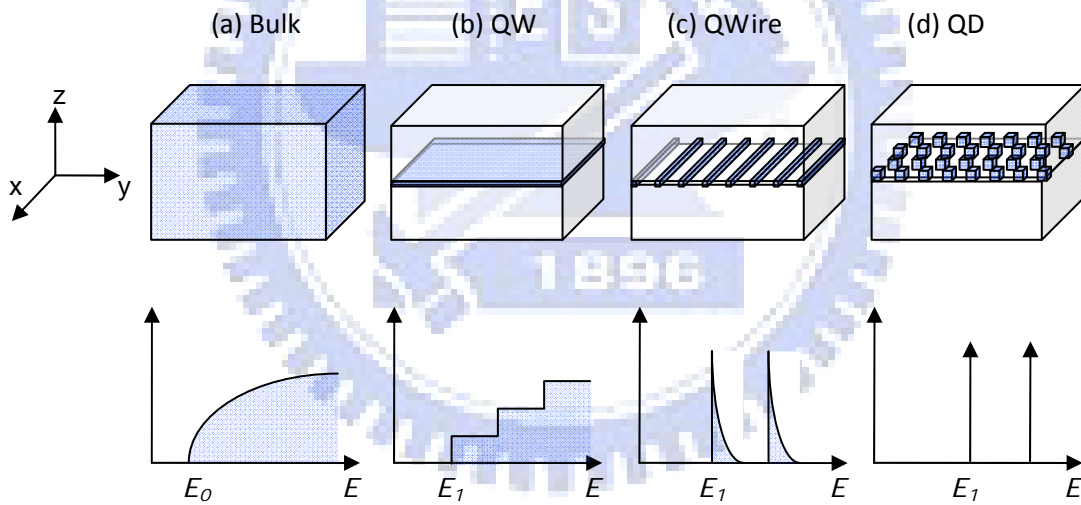 (a) Bulk
(b) QW
(c) QWire
(d) QD
z
x
y
1896
E0
E
E1
E
E1
E
E1
E